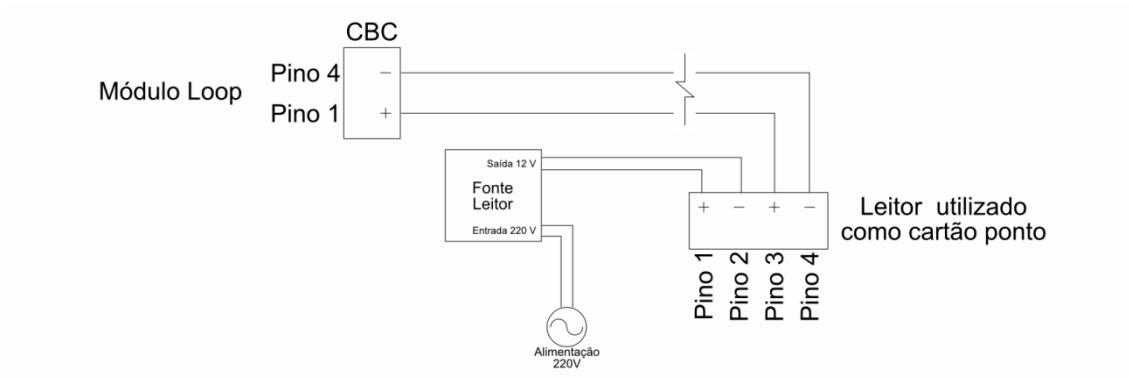 CBC
Módulo Loop
Pino 4
−
Pino 1
+
Saída 12 V
Fonte
Leitor
Entrada 220 V
+ − + −
Leitor utilizado
como cartão ponto
Pino 1
Pino 2
Pino 3
Pino 4
Alimentação
220V